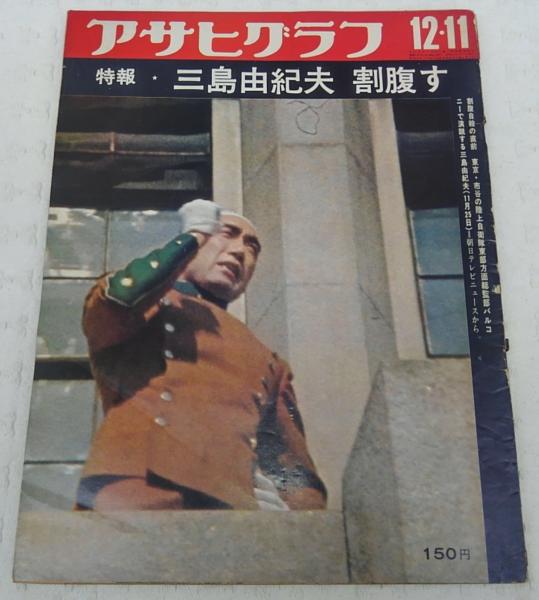 アサヒグラフ
12・11
特報・三島由紀夫 割腹す
割腹自殺の直前 東京・市谷の陸上自衛隊東部方面総監部バルコ
ニーで演説する三島由紀夫(11月25日)=朝日テレビニュースから
150円